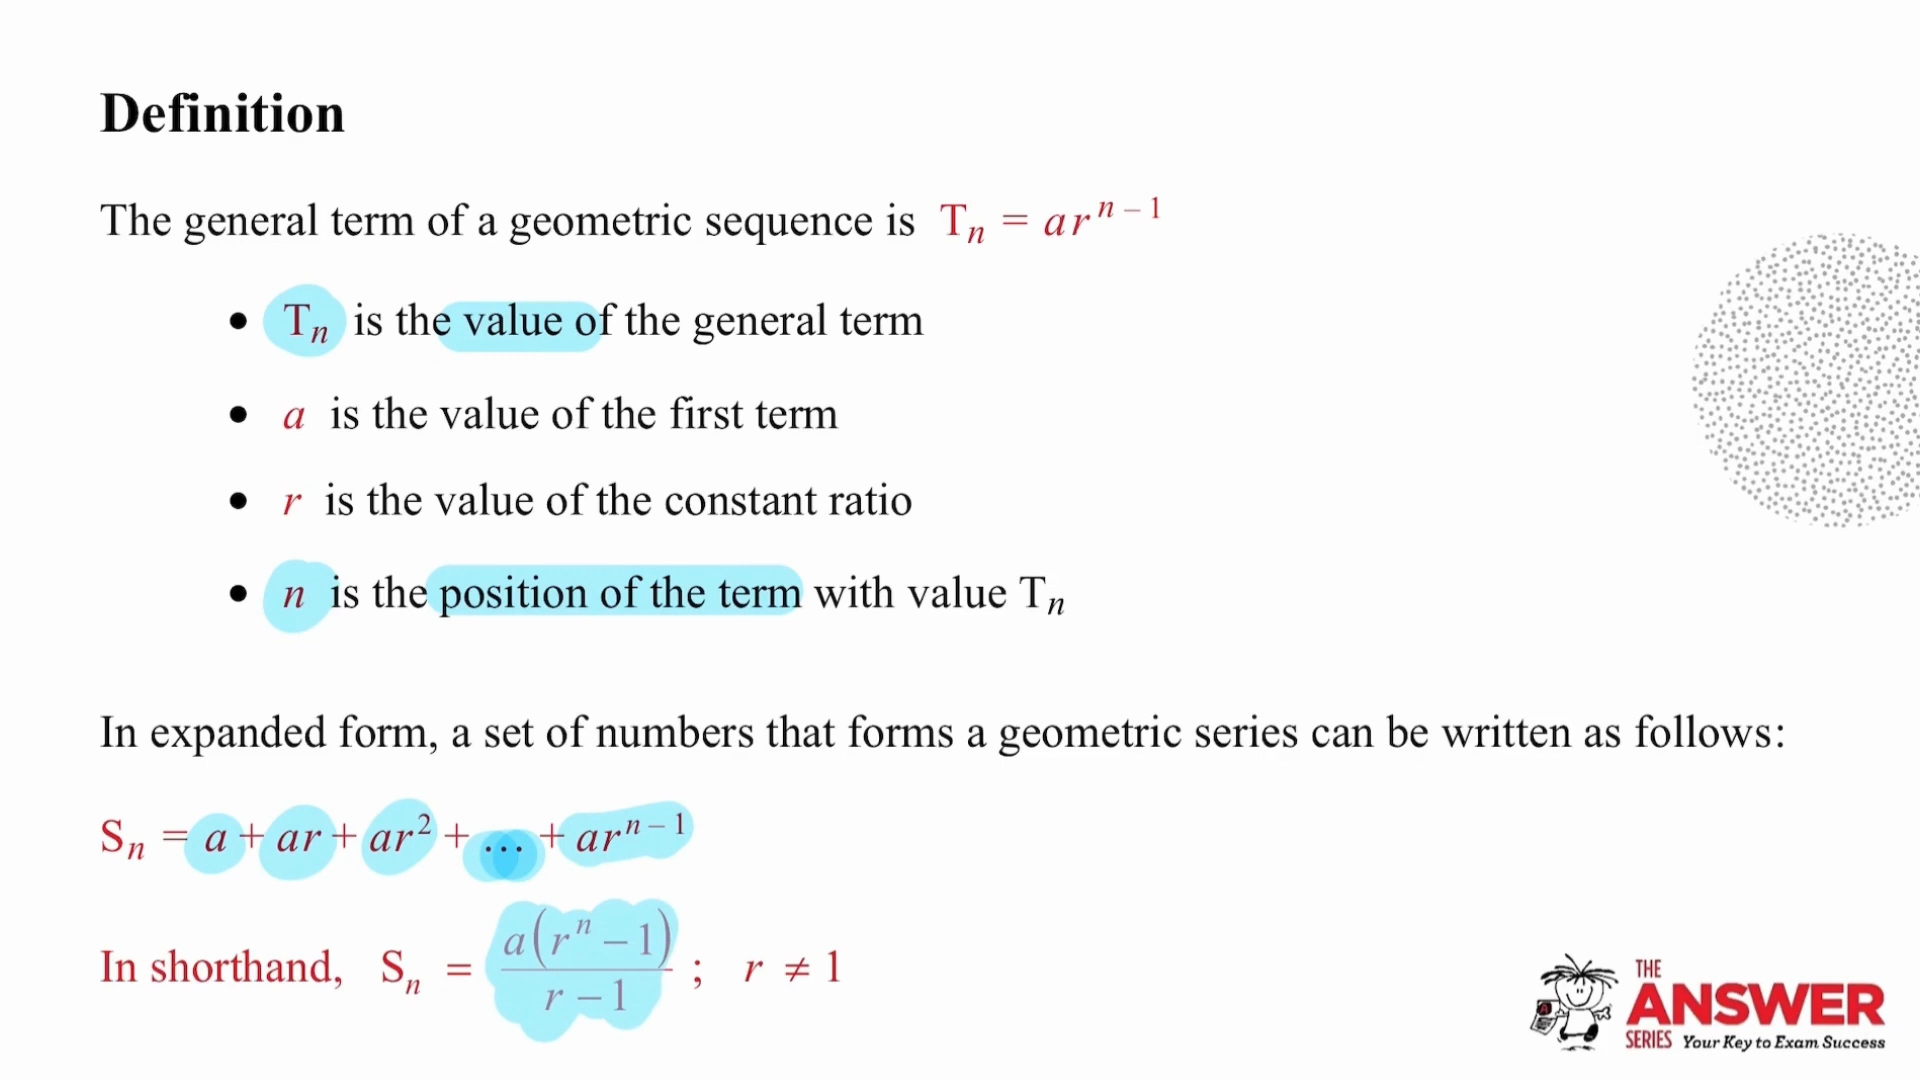 Definition
The general term of a geometric sequence is Tₙ = arⁿ⁻¹
• Tₙ is the value of the general term
• a is the value of the first term
• r is the value of the constant ratio
• n is the position of the term with value Tₙ
In expanded form, a set of numbers that forms a geometric series can be written as follows:
Sₙ = a + ar + ar² + ... + arⁿ⁻¹
In shorthand, Sₙ = a(rⁿ – 1) / (r – 1) ; r ≠ 1
THE
ANSWER
SERIES Your Key to Exam Success